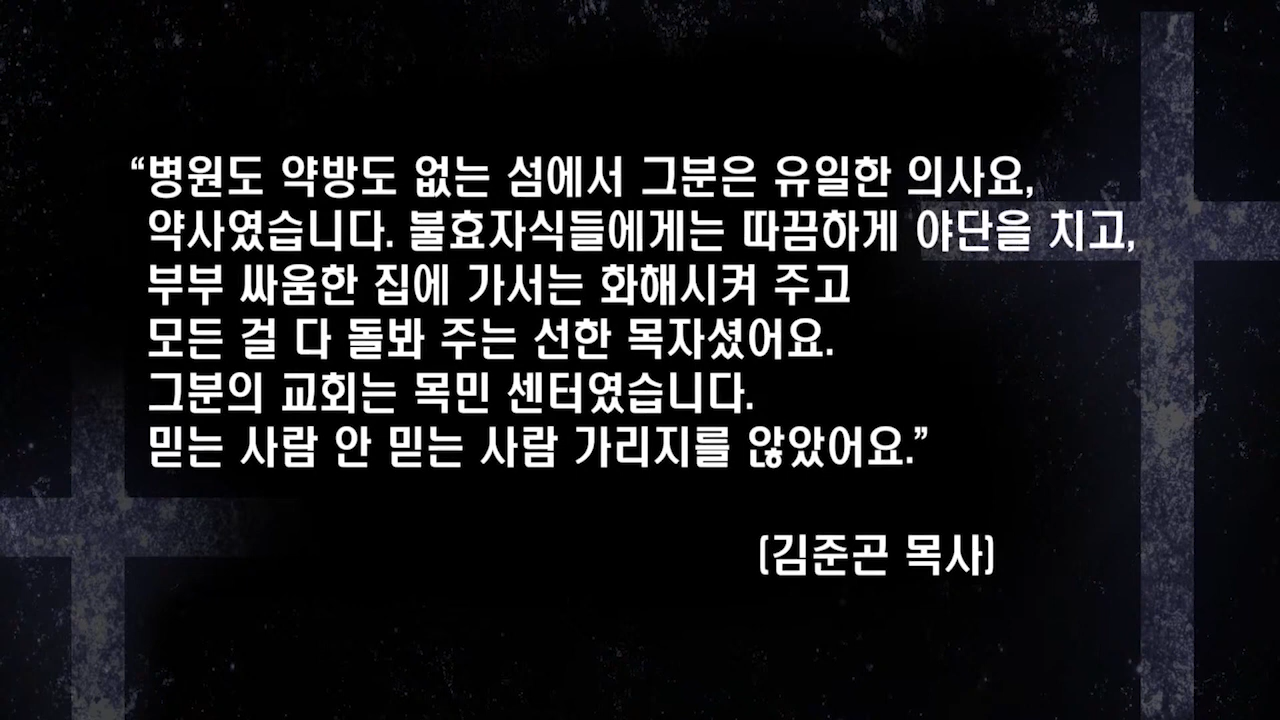 “병원도 약방도 없는 섬에서 그분은 유일한 의사요,
약사였습니다. 불효자식들에게는 따끔하게 야단을 치고,
부부 싸움한 집에 가서는 화해시켜 주고
모든 걸 다 돌봐 주는 선한 목자셨어요.
그분의 교회는 목민 센터였습니다.
믿는 사람 안 믿는 사람 가리지를 않았어요.”
(김준곤 목사)